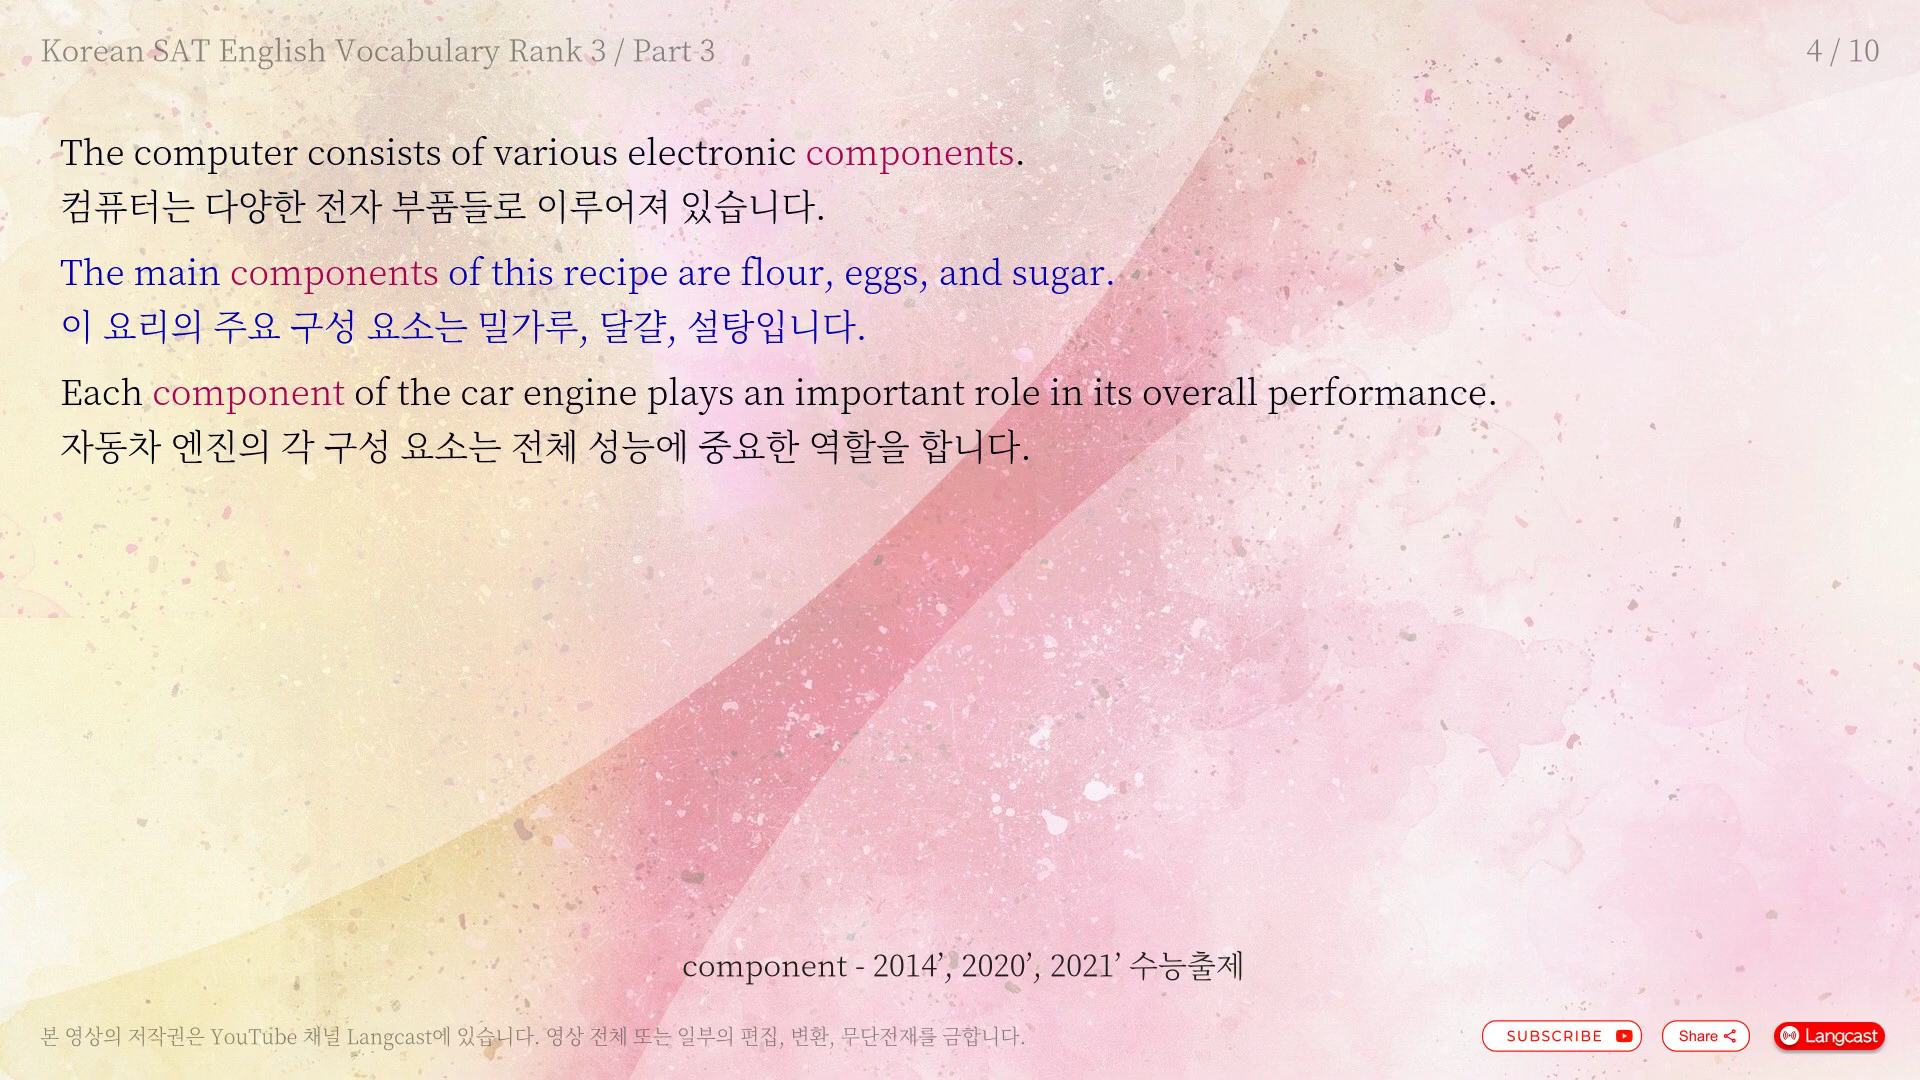 Korean SAT English Vocabulary Rank 3 / Part 3
4 / 10
The computer consists of various electronic components.
컴퓨터는 다양한 전자 부품들로 이루어져 있습니다.
The main components of this recipe are flour, eggs, and sugar.
이 요리의 주요 구성 요소는 밀가루, 달걀, 설탕입니다.
Each component of the car engine plays an important role in its overall performance.
자동차 엔진의 각 구성 요소는 전체 성능에 중요한 역할을 합니다.
component - 2014’, 2020’, 2021’ 수능출제
본 영상의 저작권은 YouTube 채널 Langcast에 있습니다. 영상 전체 또는 일부의 편집, 변환, 무단전재를 금합니다.
SUBSCRIBE
Share
Langcast